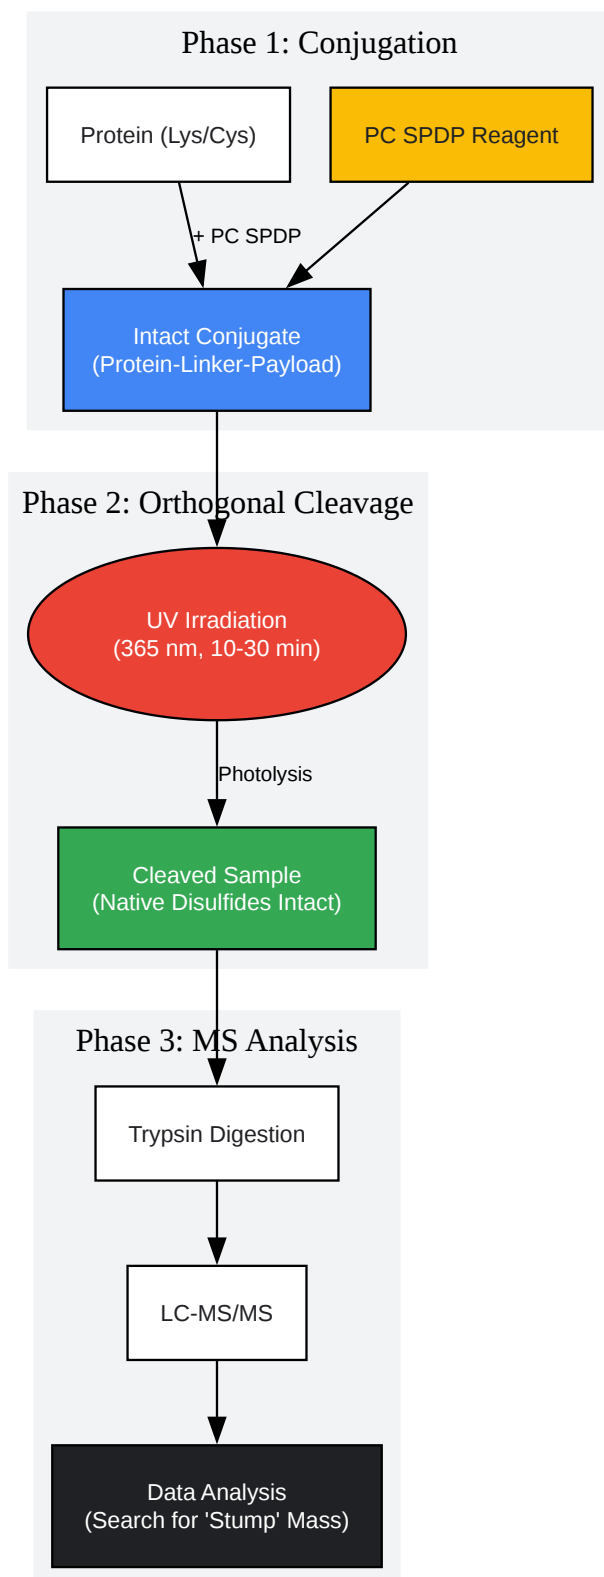 Phase 1: Conjugation
Protein (Lys/Cys)
PC SPDP Reagent
+ PC SPDP
Intact Conjugate
(Protein-Linker-Payload)
Phase 2: Orthogonal Cleavage
UV Irradiation
(365 nm, 10-30 min)
Photolysis
Cleaved Sample
(Native Disulfides Intact)
Phase 3: MS Analysis
Trypsin Digestion
LC-MS/MS
Data Analysis
(Search for 'Stump' Mass)